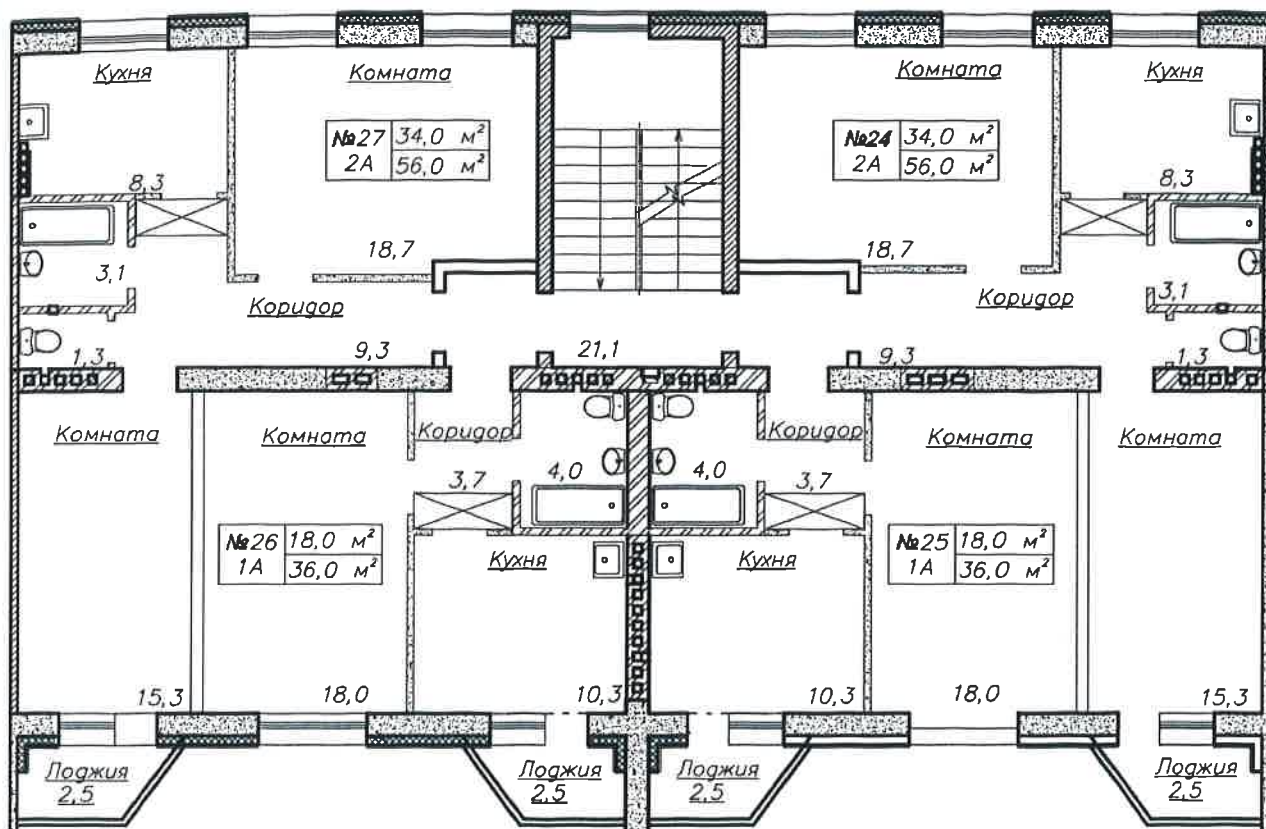 Кухня
Комната
Комната
Кухня
№27 34,0 м²
2А 56,0 м²
№24 34,0 м²
2А 56,0 м²
8,3
8,3
18,7
18,7
3,1
3,1
Коридор
Коридор
1,3
9,3
21,1
9,3
1,3
Комната
Комната
Коридор
Коридор
Комната
Комната
3,7
4,0
4,0
3,7
№26 18,0 м²
1А 36,0 м²
Кухня
Кухня
№25 18,0 м²
1А 36,0 м²
15,3
18,0
10,3
10,3
18,0
15,3
Лоджия
2,5
Лоджия
2,5
Лоджия
2,5
Лоджия
2,5